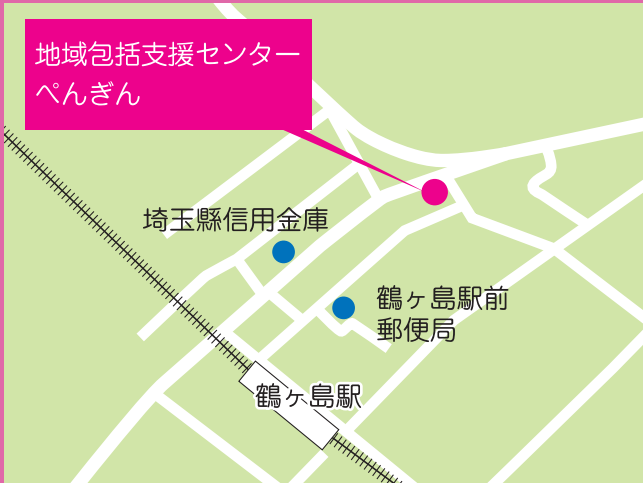 地域包括支援センター
ぺんぎん
埼玉縣信用金庫
鶴ヶ島駅前
郵便局
鶴ヶ島駅